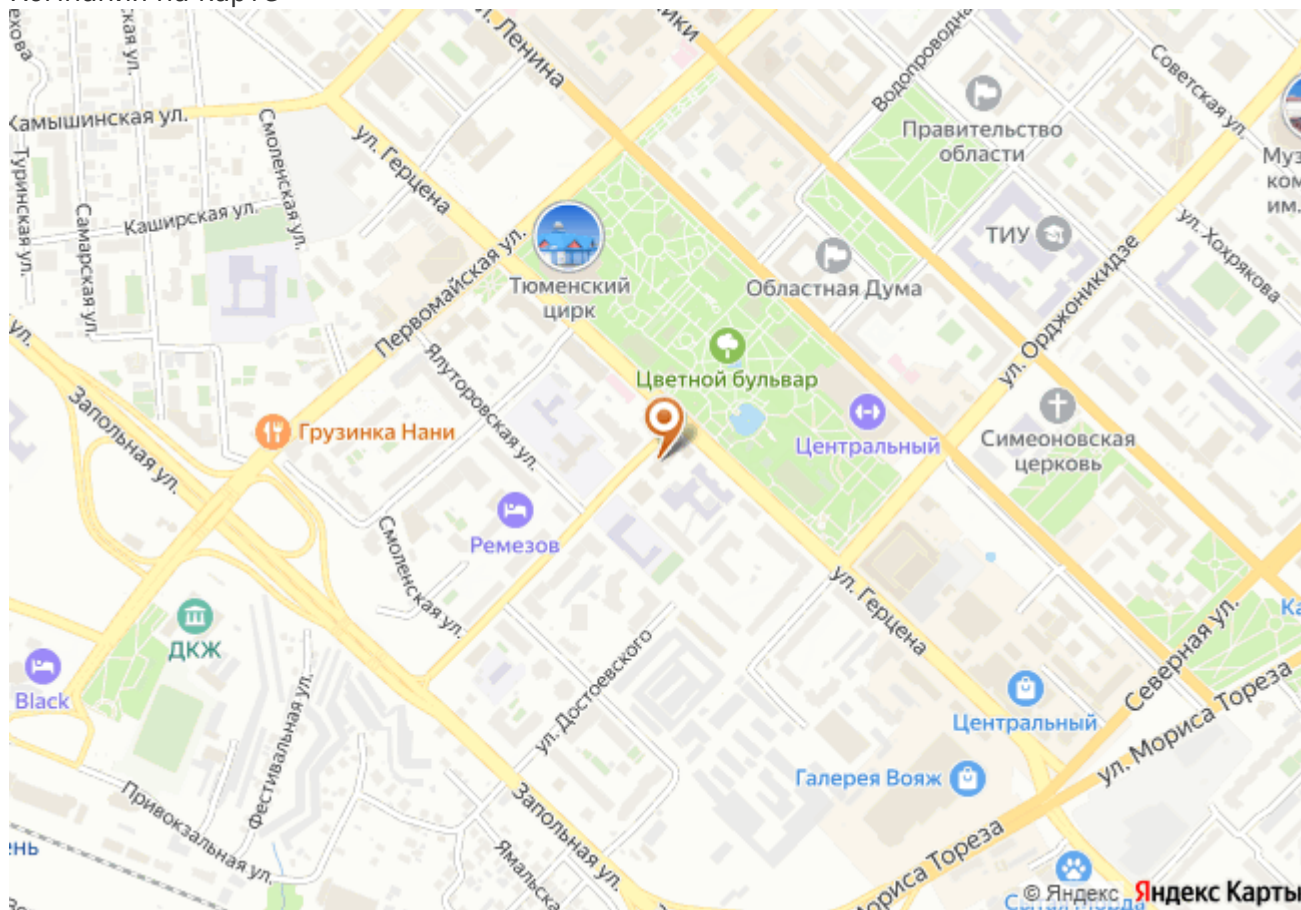 Компания на карте
ул. Ленина
Водопроводная
Советская ул.
Камышинская ул.
Смоленская ул.
ул. Герцена
Правительство
области
Туринская ул.
Самарская ул.
Каширская ул.
ТИУ
ул. Хохрякова
Первомайская ул.
Тюменский
цирк
Областная Дума
ул. Орджоникидзе
Ялуторовская ул.
Цветной бульвар
Запольная ул.
Грузинка Нани
Центральный
Симеоновская
церковь
Ремезов
Смоленская ул.
ул. Герцена
ДКЖ
Северная ул.
Black
Фестивальная ул.
ул. Достоевского
Центральный
ул. Мориса Тореза
Галерея Вояж
Привокзальная ул.
Запольная ул.
Мориса Тореза
© Яндекс Яндекс Карты